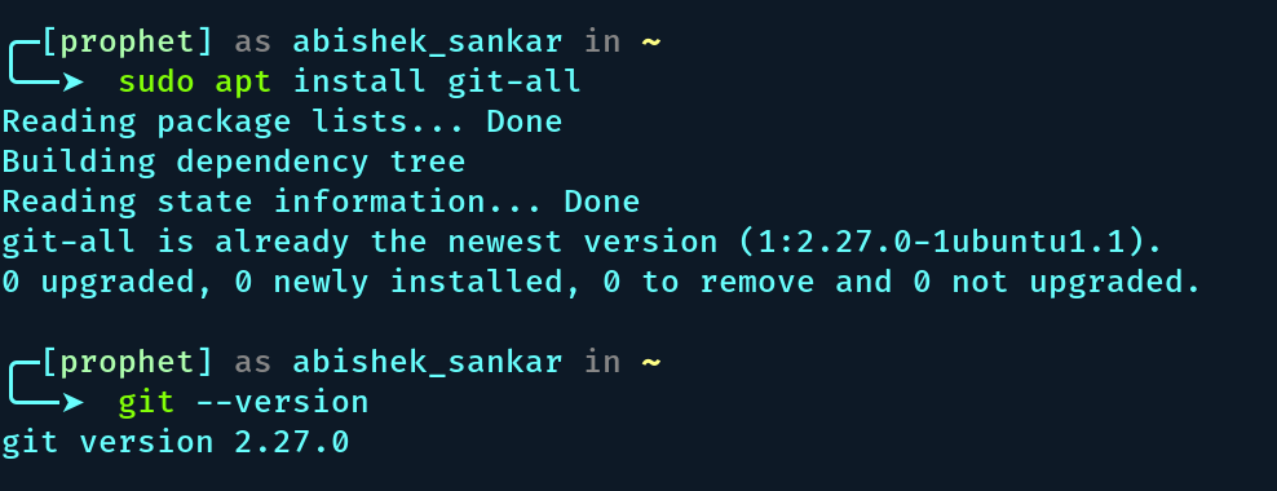 [prophet] as abishek_sankar in ~
➤ sudo apt install git-all
Reading package lists... Done
Building dependency tree
Reading state information... Done
git-all is already the newest version (1:2.27.0-1ubuntu1.1).
0 upgraded, 0 newly installed, 0 to remove and 0 not upgraded.
[prophet] as abishek_sankar in ~
➤ git --version
git version 2.27.0